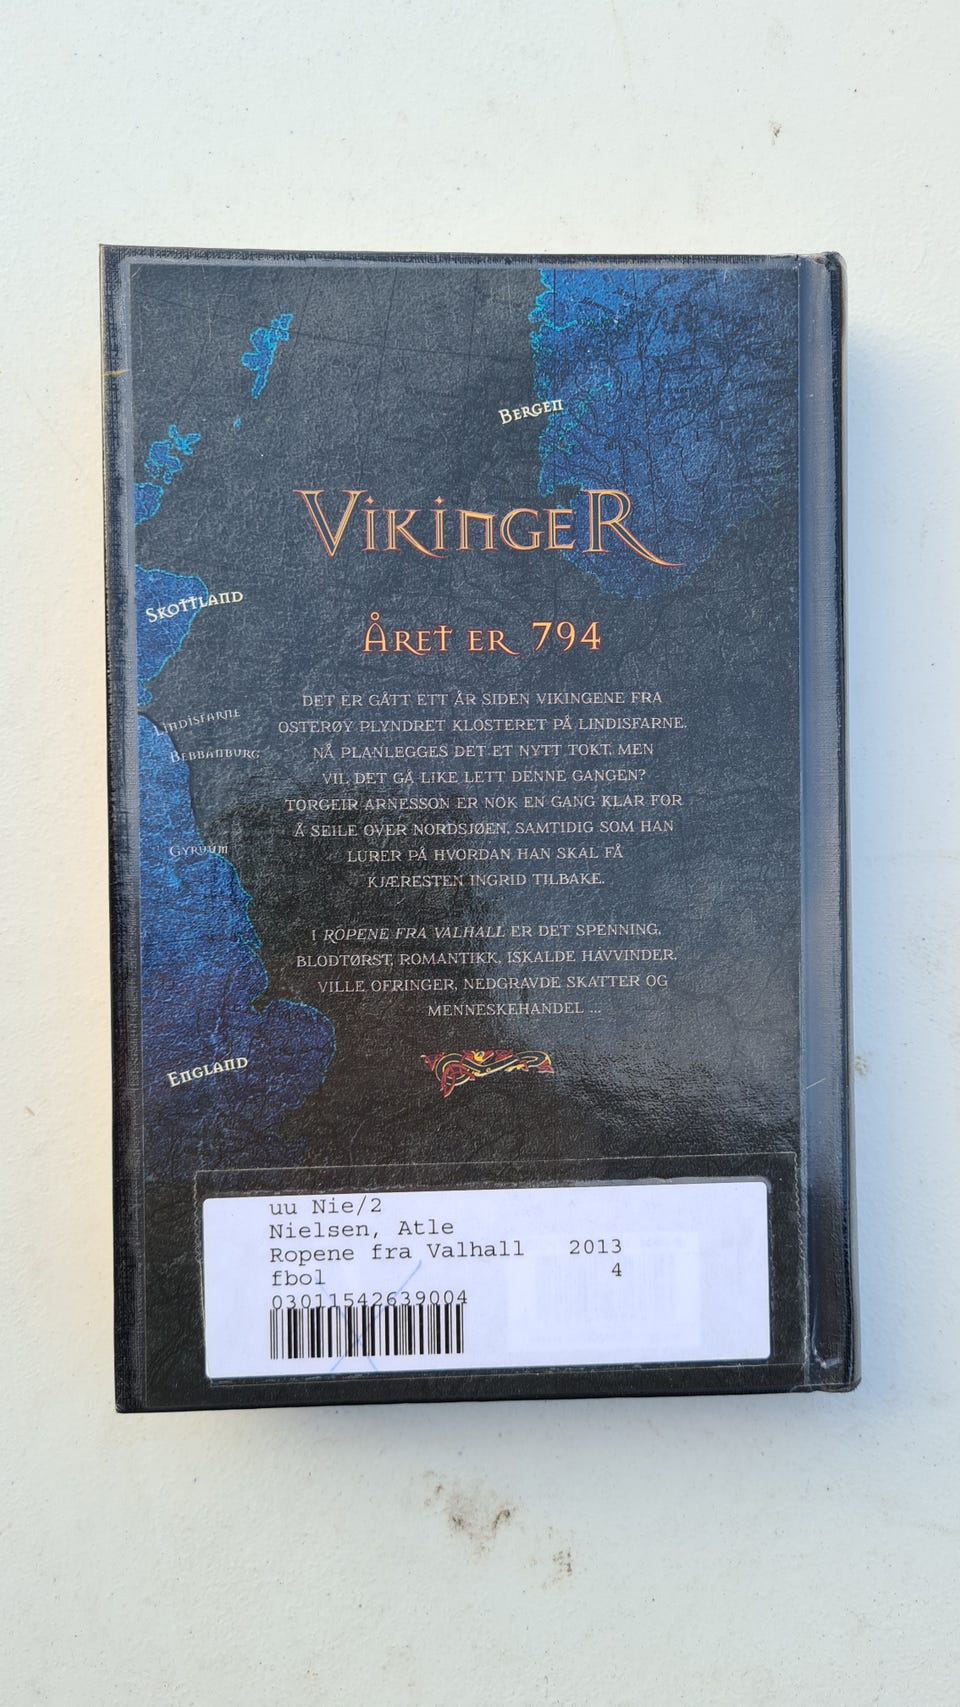 Bergen
Vikinger
Skottland
Året er 794
Det er gått ett år siden vikingene fra
Osterøy plyndret klosteret på Lindisfarne.
Nå planlegges det et nytt tokt, men
vil det gå like lett denne gangen?
Torgeir Arnesson er nok en gang klar for
å seile over Nordsjøen, samtidig som han
lurer på hvordan han skal få
kjæresten Ingrid tilbake.
Lindisfarne
Bebbanburg
Gyruum
I Ropene fra Valhall er det spenning,
blodtørst, romantikk, iskalde havvinder,
ville ofringer, nedgravde skatter og
menneskehandel ...
England
uu Nie/2
Nielsen, Atle
Ropene fra Valhall 2013
fbol 4
03011542639004